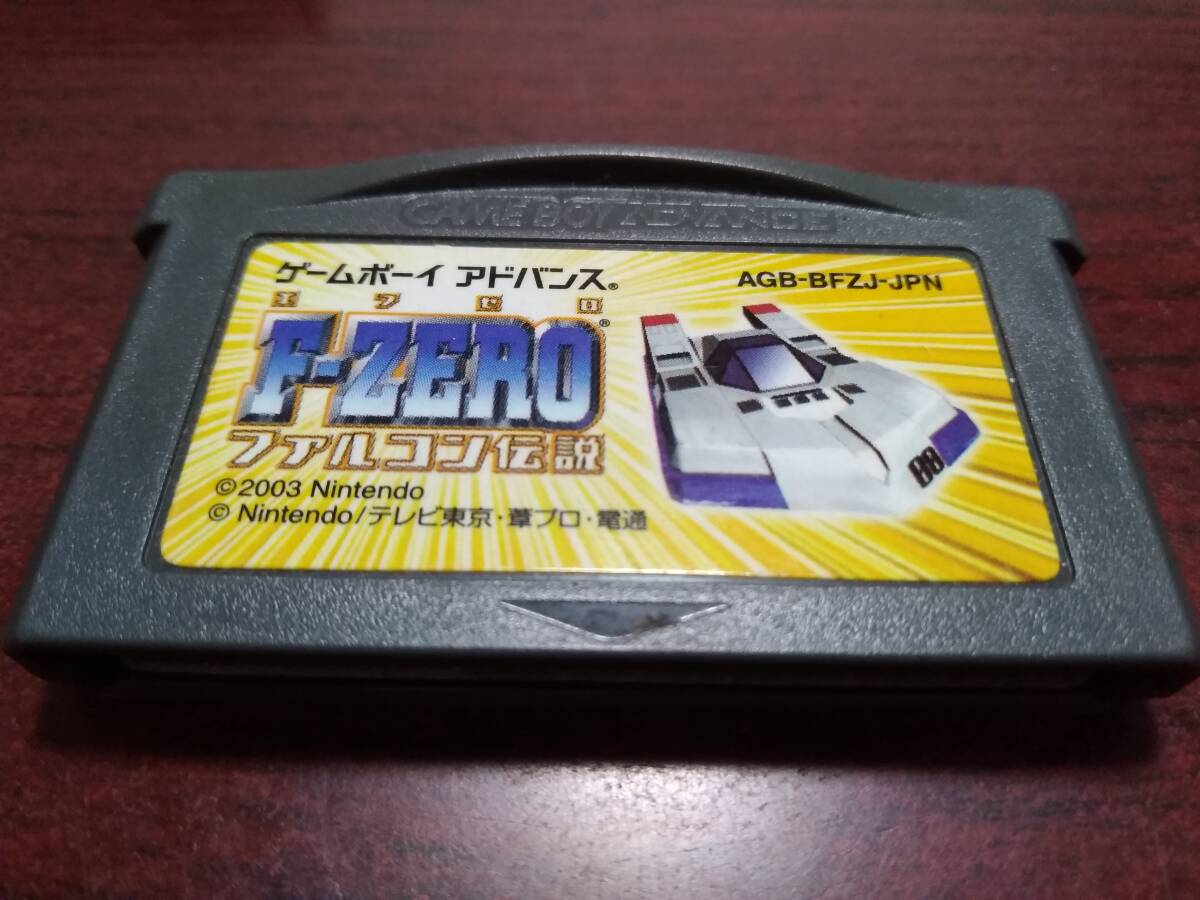 GAME BOY ADVANCE
ゲームボーイ アドバンス®
AGB-BFZJ-JPN
エフゼロ
F-ZERO®
ファルコン伝説
©2003 Nintendo
© Nintendo/テレビ東京・葦プロ・電通